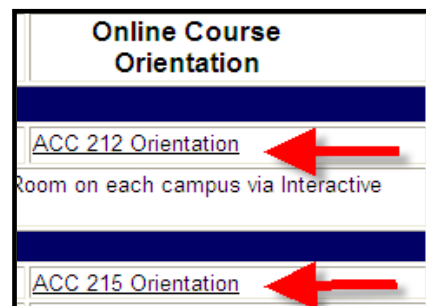 Online Course
Orientation
ACC 212 Orientation
Room on each campus via Interactive
ACC 215 Orientation